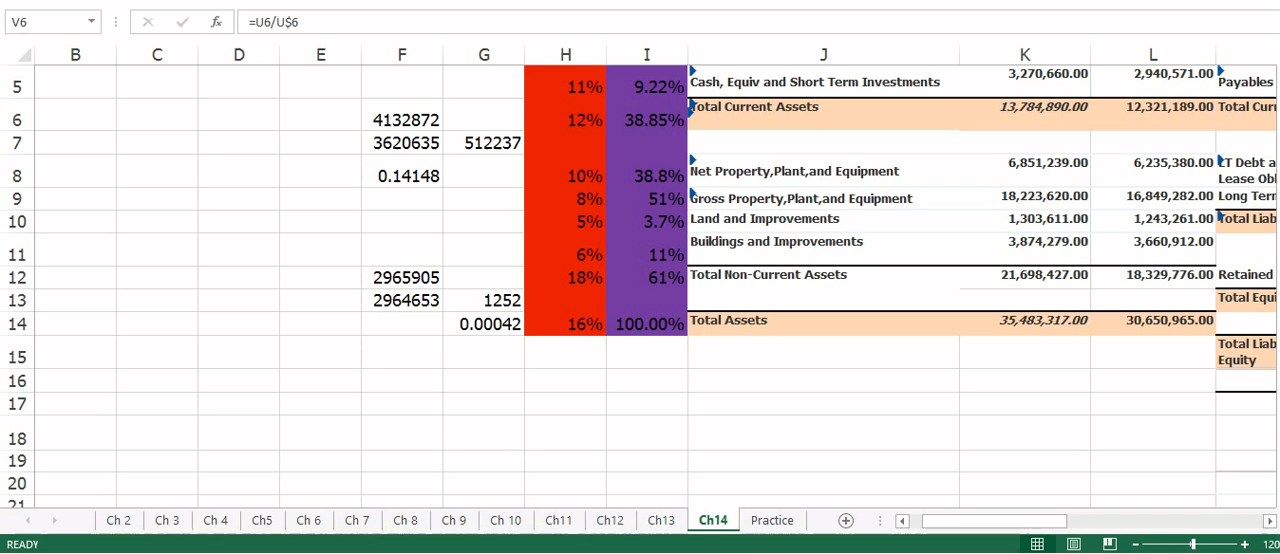 V6 fx =U6/U$6
B C D E F G H I J K L
5 11% 9.22% Cash, Equiv and Short Term Investments 3,270,660.00 2,940,571.00 Payables
6 4132872 12% 38.85% Total Current Assets 13,784,890.00 12,321,189.00 Total Curr
7 3620635 512237
8 0.14148 10% 38.8% Net Property,Plant,and Equipment 6,851,239.00 6,235,380.00 LT Debt a
Lease Obl
9 8% 51% Gross Property,Plant,and Equipment 18,223,620.00 16,849,282.00 Long Term
10 5% 3.7% Land and Improvements 1,303,611.00 1,243,261.00 Total Liab
11 6% 11% Buildings and Improvements 3,874,279.00 3,660,912.00
12 2965905 18% 61% Total Non-Current Assets 21,698,427.00 18,329,776.00 Retained
13 2964653 1252 Total Equi
14 0.00042 16% 100.00% Total Assets 35,483,317.00 30,650,965.00
15 Total Liab
Equity
16
17
18
19
20
21
Ch 2 Ch 3 Ch 4 Ch5 Ch 6 Ch 7 Ch 8 Ch 9 Ch 10 Ch11 Ch12 Ch13 Ch14 Practice
READY 120